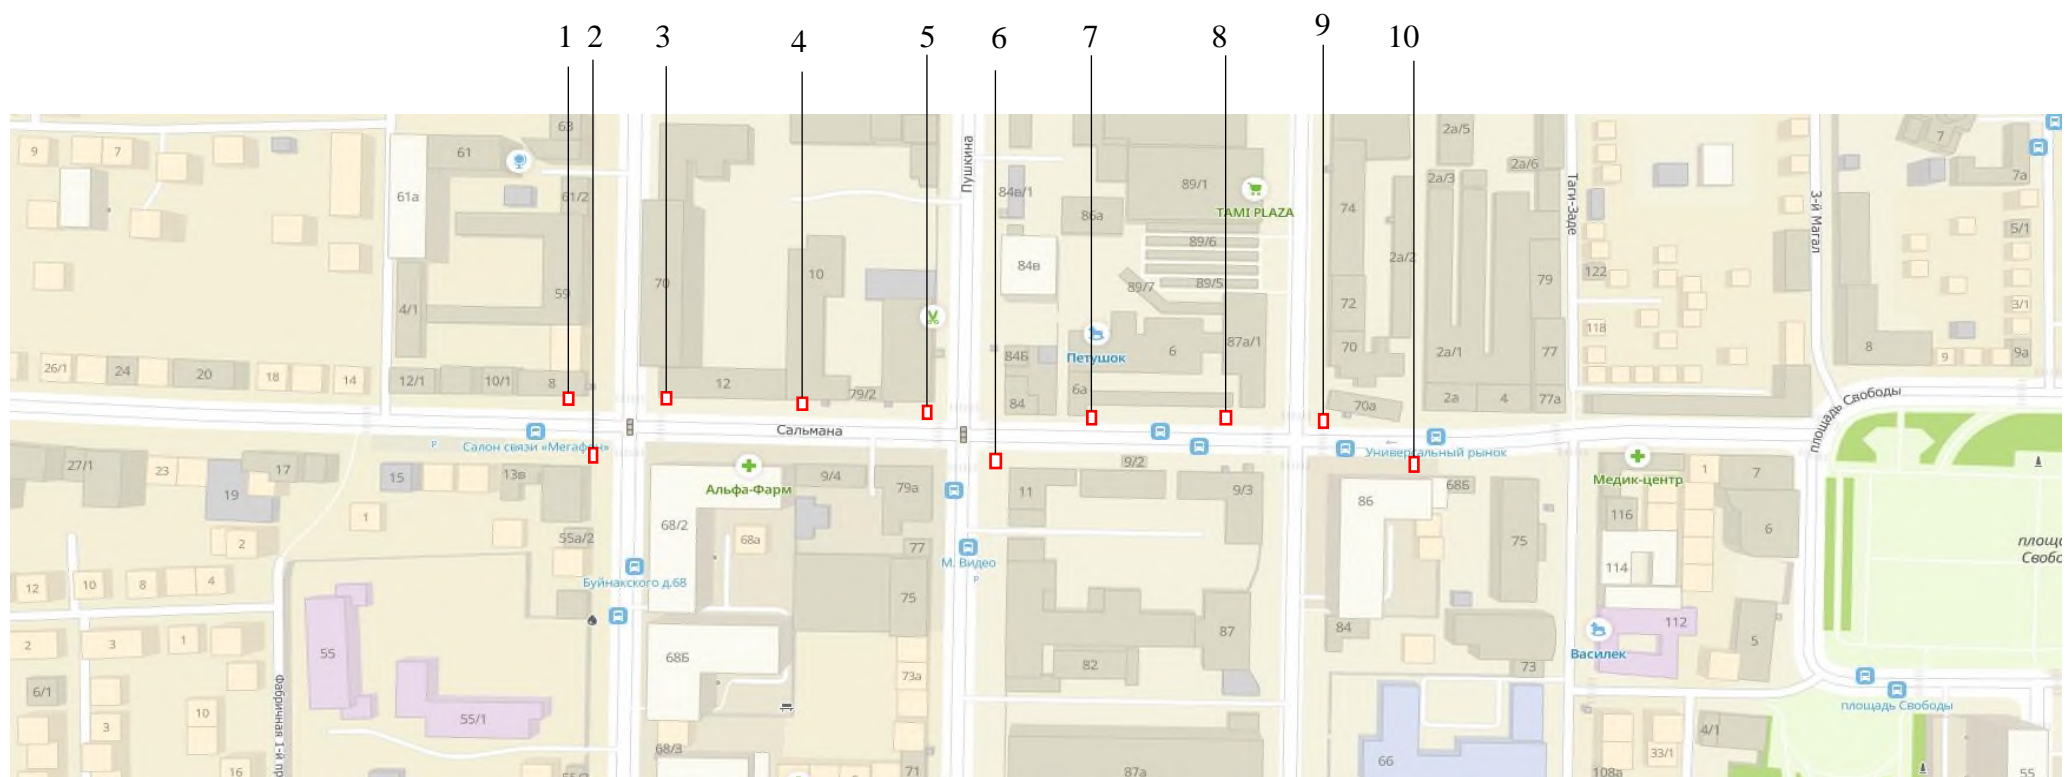 1 2 3 4 5 6 7 8 9 10
63 2а/5 7
9 7 61 Пушкина 2а/6
61а 61/2 84в/1 89/1 2а/3 7а
TAMI PLAZA
86а 74 Таги-Заде 3-й Магал
89/6 5/1
59 70 10 84в 2а/2 122
4/1 89/7 89/5 79
72 3/1
118
26/1 24 20 18 14 84Б Петушок 6 87а/1 70 2а/1 77 8 9 9а
12/1 10/1 8 12 79/2 84 6а 70а 2а 4 77а
Сальмана площадь Свободы
Р Салон связи «Мегафон» Универсальный рынок
27/1 23 17 15 13в Альфа-Фарм 9/4 79а 9/2 Медик-центр 1 7
19 11 9/3 86 68Б
1 68/2 116 6
2 55а/2 68а 77 75 площа
Свобо
М. Видео
Р
12 10 8 4 Буйнакского д.68 75 114
2 3 1 55 68Б 87 84 112 5
Василек
82 73
6/1 Фабричная 1-й пр 73а
10 55/1 площадь Свободы
3 4/1
68/3 33/1
16 55/2 71 87а 66 108а 55